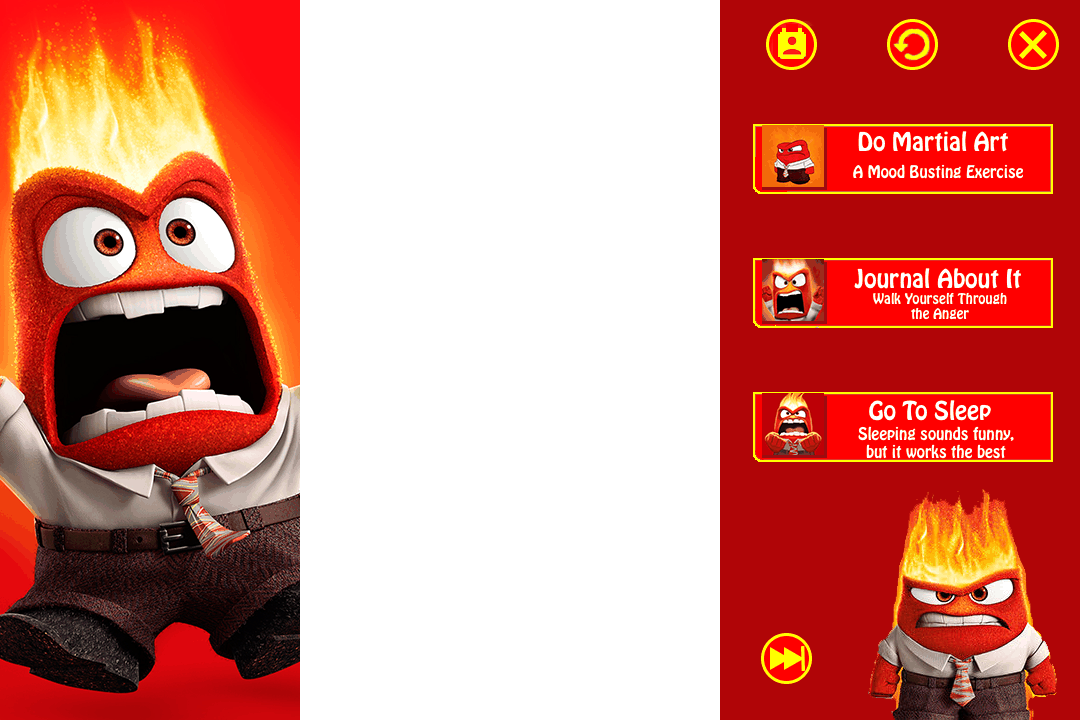 Do Martial Art
A Mood Busting Exercise
Journal About It
Walk Yourself Through
the Anger
Go To Sleep
Sleeping sounds funny,
but it works the best